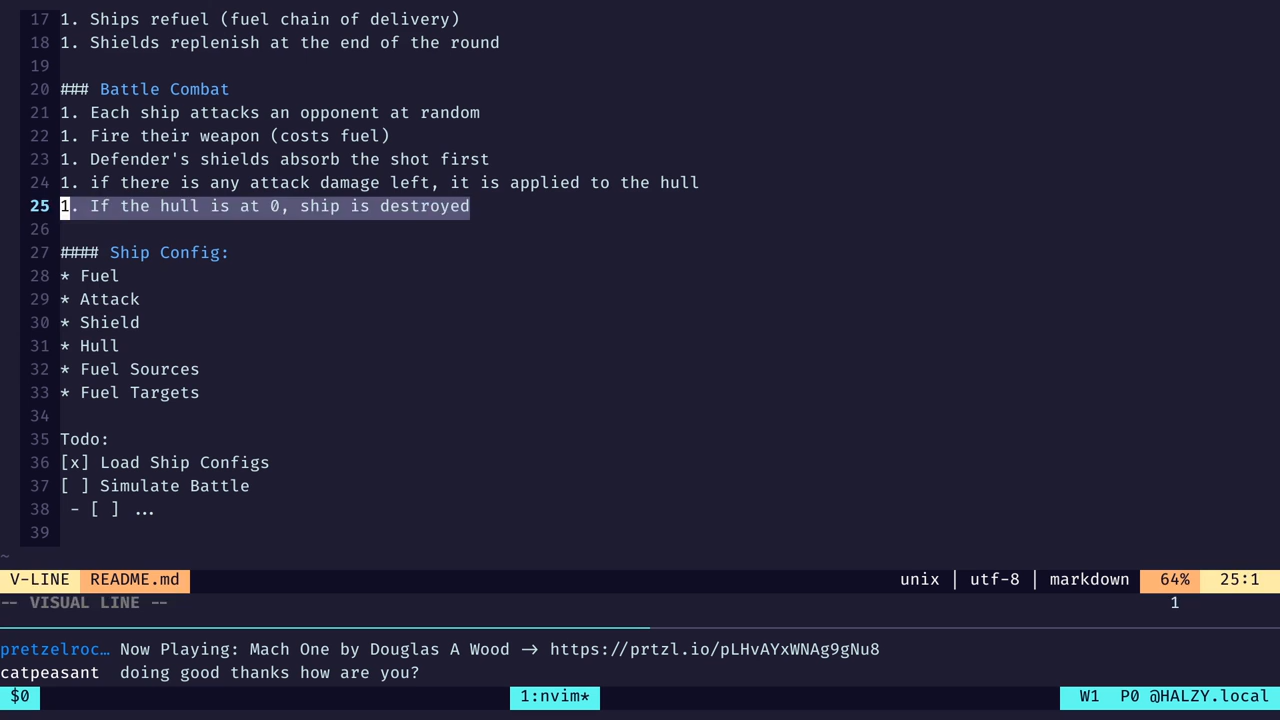 17 1. Ships refuel (fuel chain of delivery)
18 1. Shields replenish at the end of the round
19
20 ### Battle Combat
21 1. Each ship attacks an opponent at random
22 1. Fire their weapon (costs fuel)
23 1. Defender's shields absorb the shot first
24 1. if there is any attack damage left, it is applied to the hull
25 1. If the hull is at 0, ship is destroyed
26
27 #### Ship Config:
28 * Fuel
29 * Attack
30 * Shield
31 * Hull
32 * Fuel Sources
33 * Fuel Targets
34
35 Todo:
36 [x] Load Ship Configs
37 [ ] Simulate Battle
38  - [ ] …
39
~
V-LINE README.md unix | utf-8 | markdown 64% 25:1
-- VISUAL LINE -- 1
pretzelroc… Now Playing: Mach One by Douglas A Wood -> https://prtzl.io/pLHvAYxWNAg9gNu8
catpeasant doing good thanks how are you?
$0 1:nvim* W1 P0 @HALZY.local